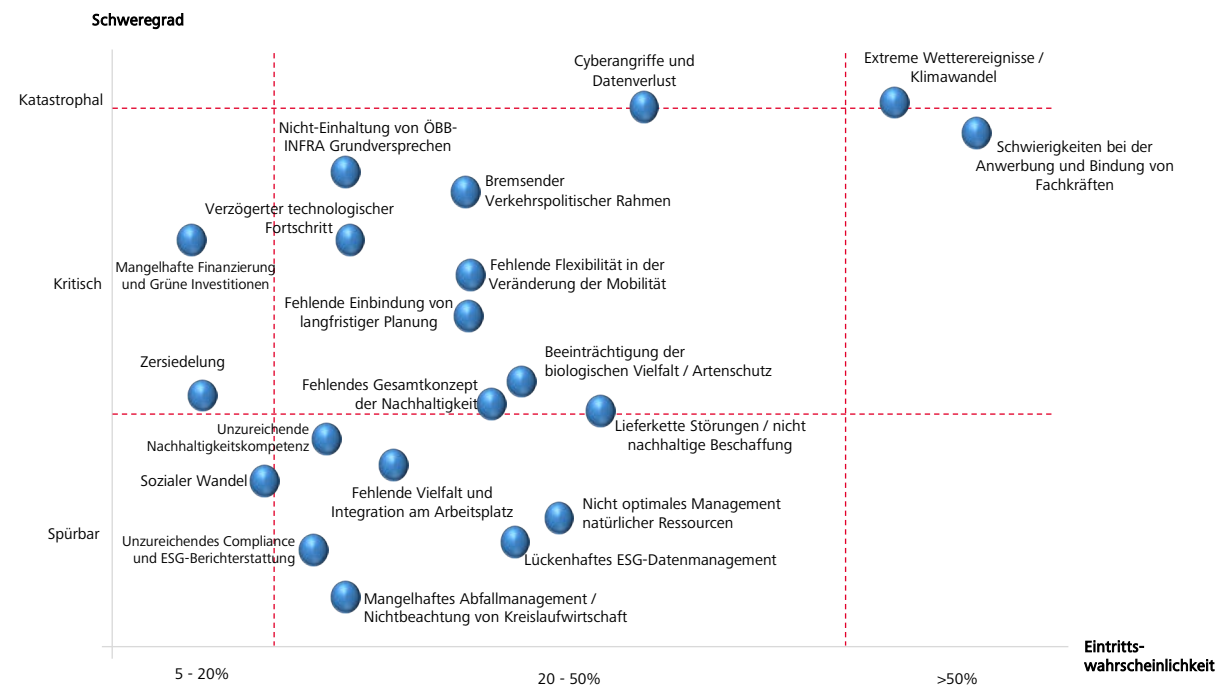 Schweregrad
Cyberangriffe und
Datenverlust
Extreme Wetterereignisse /
Klimawandel
Katastrophal
Nicht-Einhaltung von ÖBB-
INFRA Grundversprechen
Schwierigkeiten bei der
Anwerbung und Bindung von
Fachkräften
Bremsender
Verkehrspolitischer Rahmen
Verzögerter technologischer
Fortschritt
Mangelhafte Finanzierung
und Grüne Investitionen
Fehlende Flexibilität in der
Veränderung der Mobilität
Kritisch
Fehlende Einbindung von
langfristiger Planung
Zersiedelung
Beeinträchtigung der
biologischen Vielfalt / Artenschutz
Fehlendes Gesamtkonzept
der Nachhaltigkeit
Lieferkette Störungen / nicht
nachhaltige Beschaffung
Unzureichende
Nachhaltigkeitskompetenz
Sozialer Wandel
Fehlende Vielfalt und
Integration am Arbeitsplatz
Nicht optimales Management
natürlicher Ressourcen
Spürbar
Unzureichendes Compliance
und ESG-Berichterstattung
Lückenhaftes ESG-Datenmanagement
Mangelhaftes Abfallmanagement /
Nichtbeachtung von Kreislaufwirtschaft
Eintritts-
wahrscheinlichkeit
5 - 20%
20 - 50%
>50%